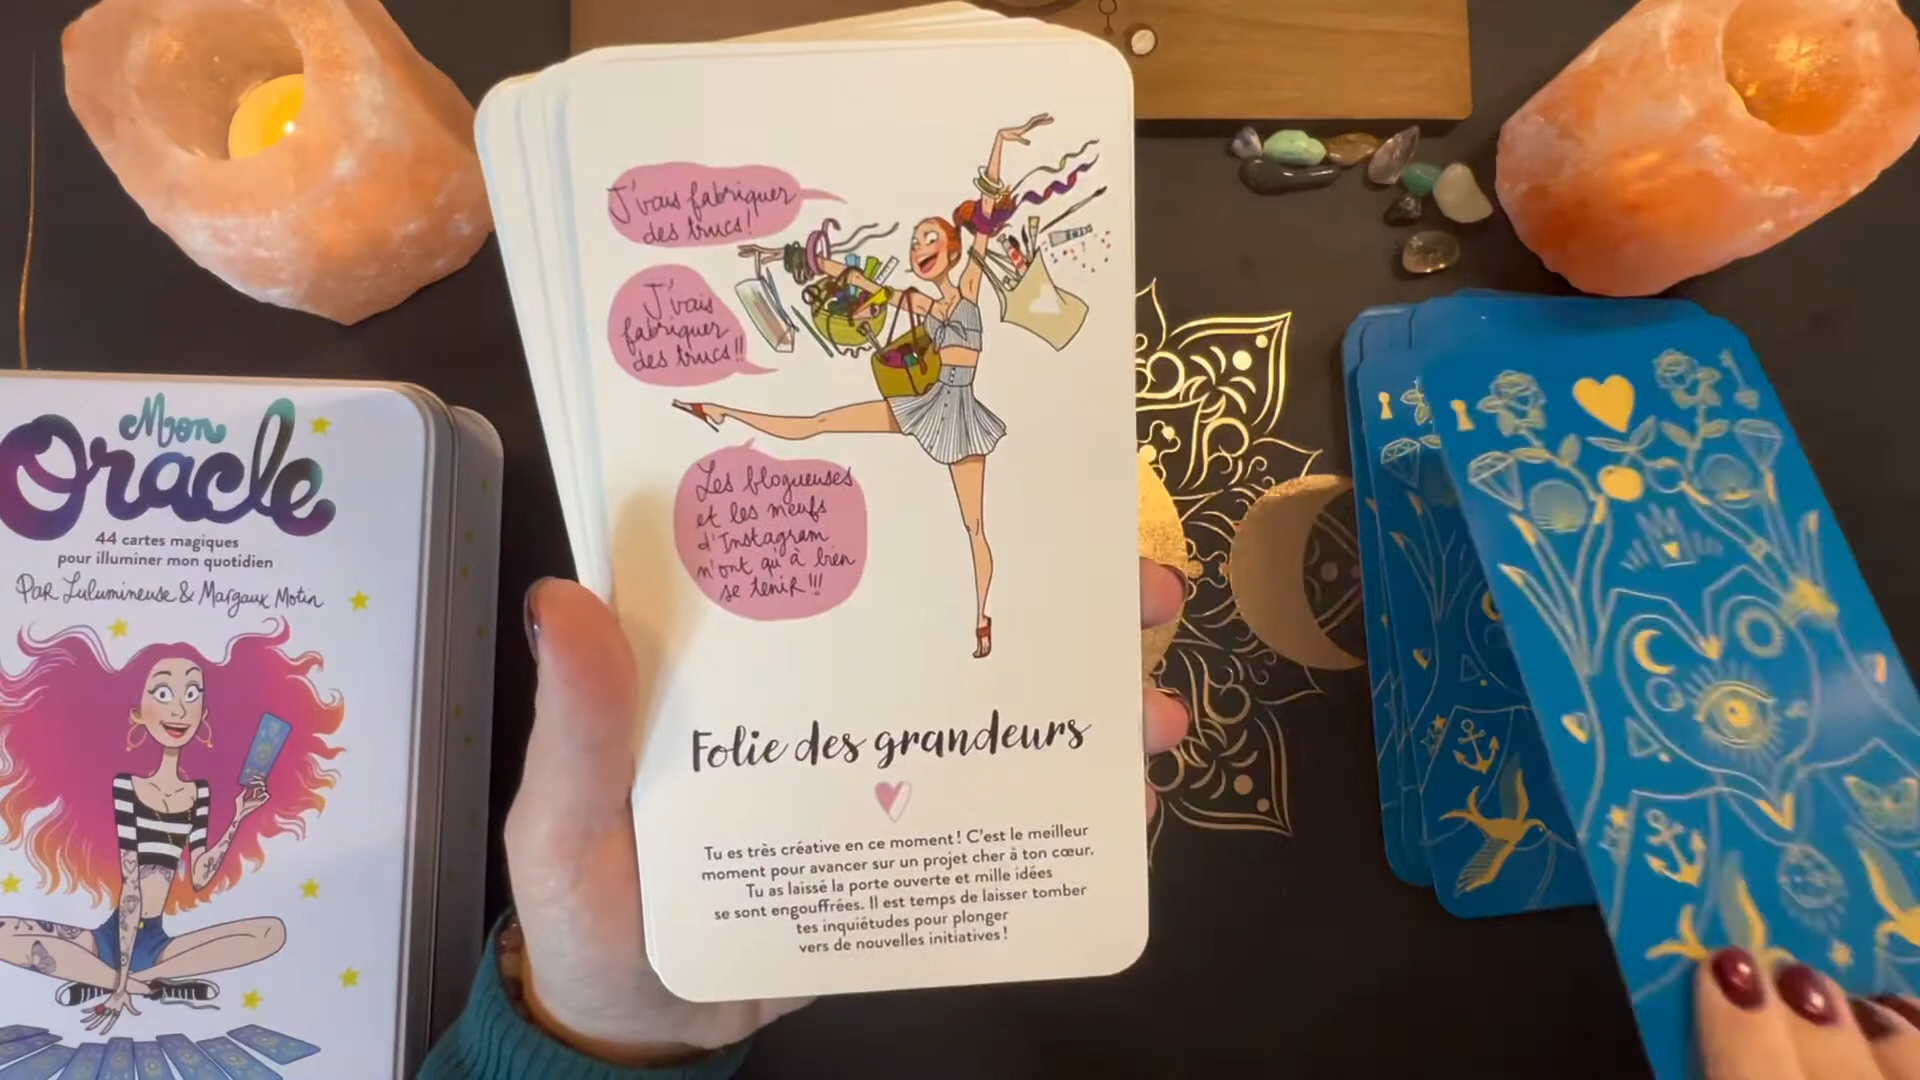 Mon
Oracle
44 cartes magiques
pour illuminer mon quotidien
Par Lulumineuse & Margaux Motin
J'vais fabriquer
des trucs!
J'vais
fabriquer
des trucs!!
Les blogueuses
et les meufs
d'Instagram
n'ont qu'à bien
se tenir!!!
Folie des grandeurs
Tu es très créative en ce moment! C'est le meilleur
moment pour avancer sur un projet cher à ton cœur.
Tu as laissé la porte ouverte et mille idées
se sont engouffrées. Il est temps de laisser tomber
tes inquiétudes pour plonger
vers de nouvelles initiatives!